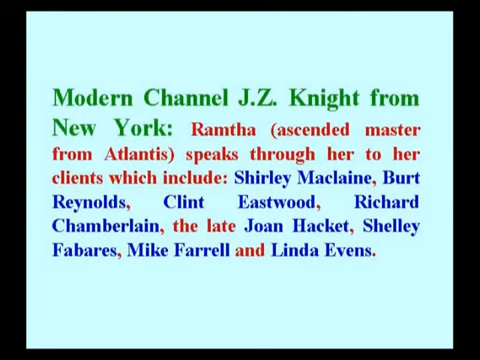 Modern Channel J.Z. Knight from
New York: Ramtha (ascended master
from Atlantis) speaks through her to her
clients which include: Shirley Maclaine, Burt
Reynolds, Clint Eastwood, Richard
Chamberlain, the late Joan Hacket, Shelley
Fabares, Mike Farrell and Linda Evens.